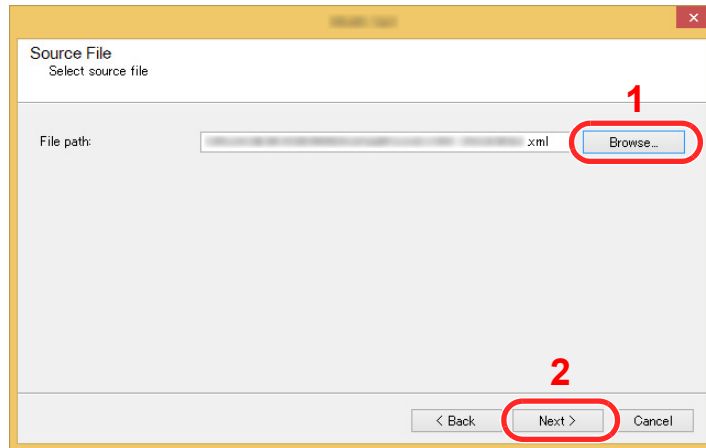 Source File
Select source file
1
File path: .xml Browse...
2
< Back Next > Cancel